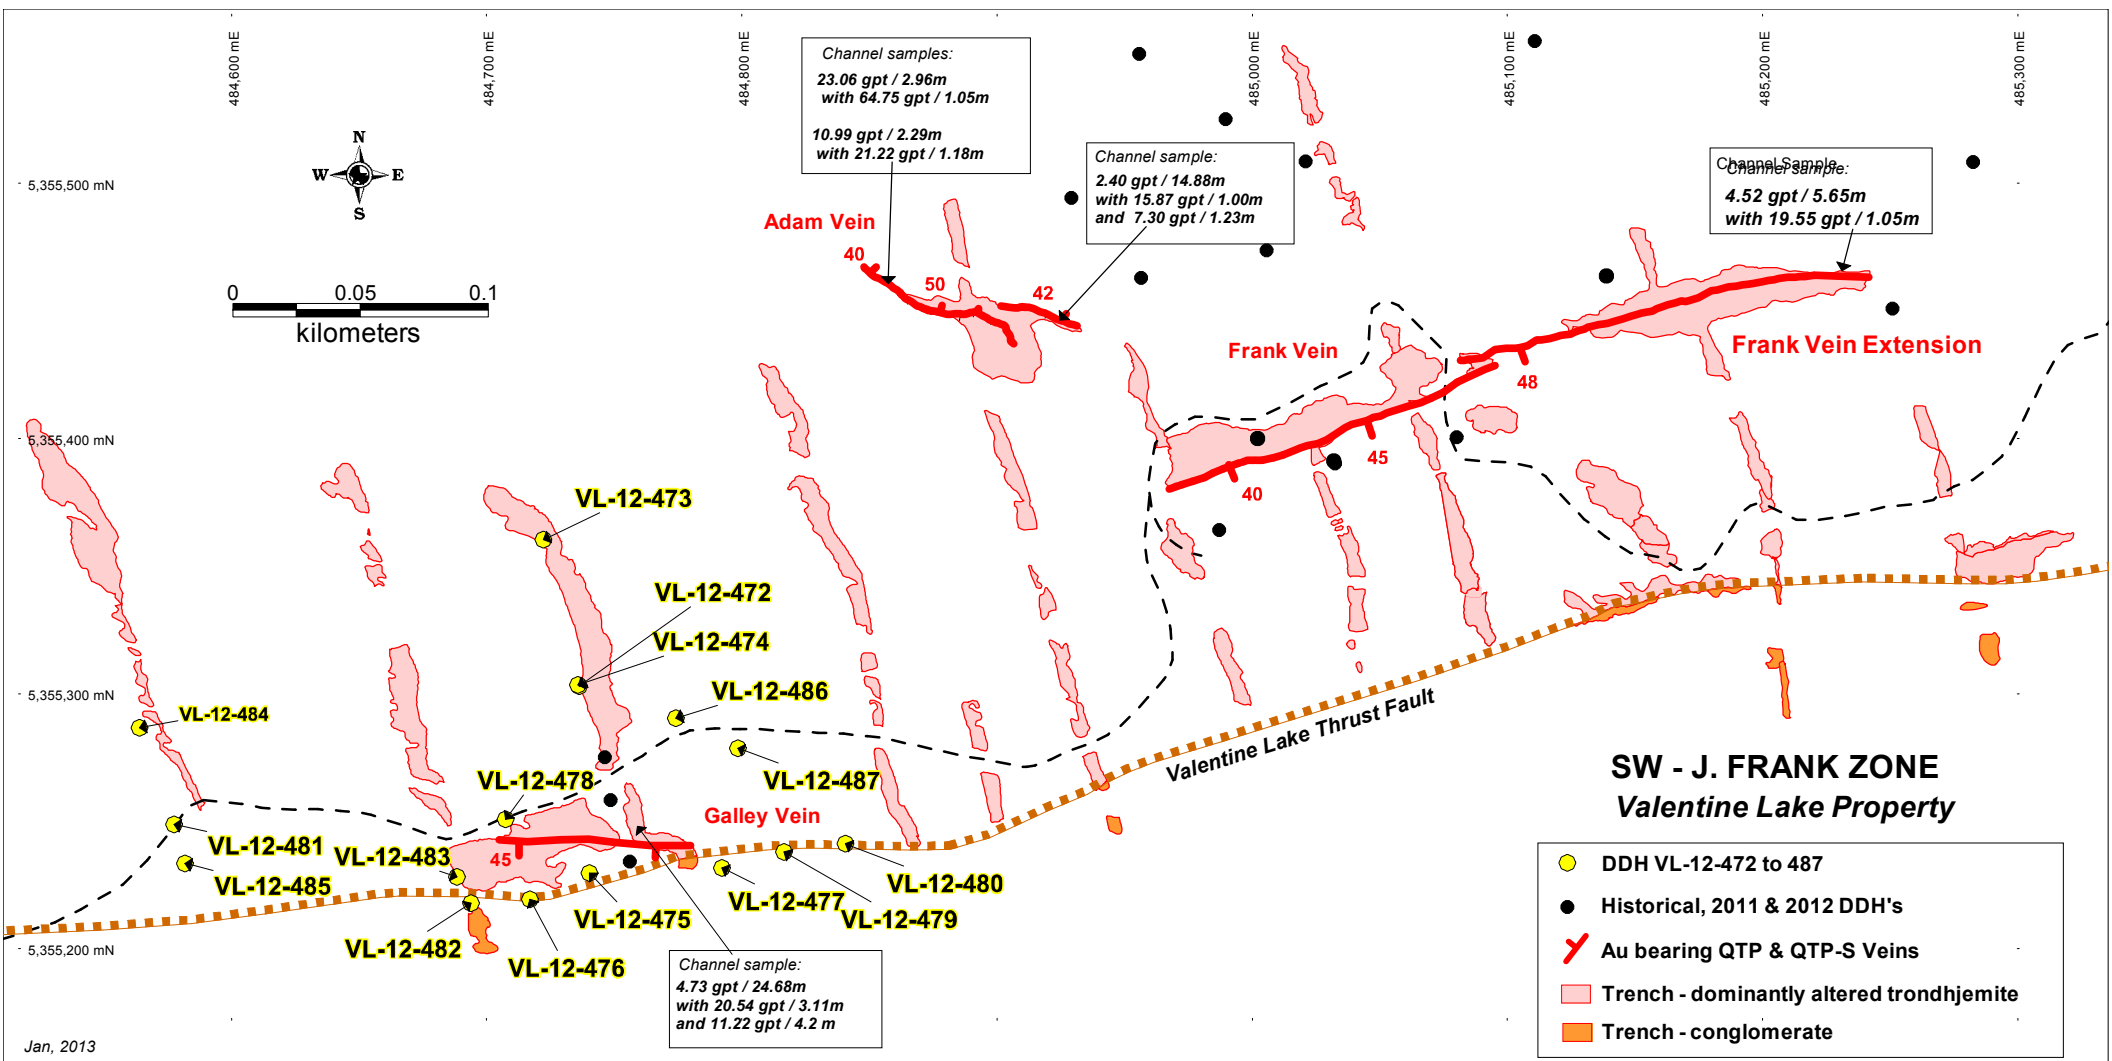 484,600 mE
484,700 mE
484,800 mE
485,000 mE
485,100 mE
485,200 mE
485,300 mE
5,355,500 mN
5,355,400 mN
5,355,300 mN
5,355,200 mN
N
W E
S
0 0.05 0.1
kilometers
Channel samples:
23.06 gpt / 2.96m
with 64.75 gpt / 1.05m
10.99 gpt / 2.29m
with 21.22 gpt / 1.18m
Channel sample:
2.40 gpt / 14.88m
with 15.87 gpt / 1.00m
and 7.30 gpt / 1.23m
Channel Sample
Channel sample:
4.52 gpt / 5.65m
with 19.55 gpt / 1.05m
Adam Vein
40
50
42
Frank Vein
Frank Vein Extension
48
45
40
VL-12-473
VL-12-472
VL-12-474
VL-12-486
VL-12-484
VL-12-487
VL-12-478
Galley Vein
VL-12-481
VL-12-483
45
VL-12-485
VL-12-480
VL-12-477
VL-12-479
VL-12-475
VL-12-482
VL-12-476
Valentine Lake Thrust Fault
Channel sample:
4.73 gpt / 24.68m
with 20.54 gpt / 3.11m
and 11.22 gpt / 4.2 m
SW - J. FRANK ZONE
Valentine Lake Property
DDH VL-12-472 to 487
Historical, 2011 & 2012 DDH's
Au bearing QTP & QTP-S Veins
Trench - dominantly altered trondhjemite
Trench - conglomerate
Jan, 2013